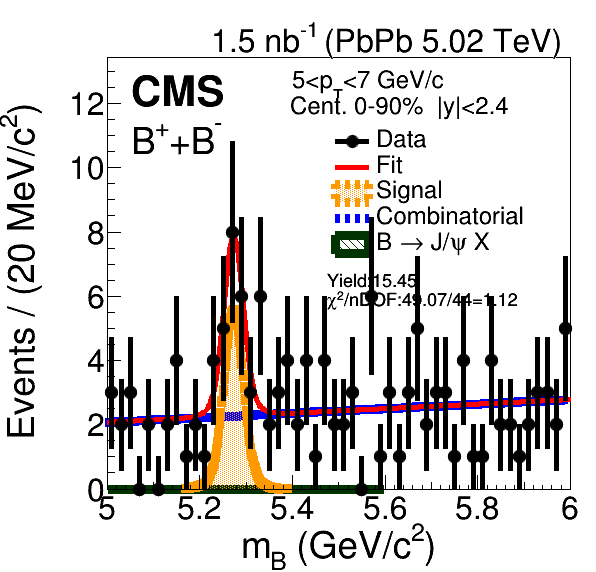 1.5 nb⁻¹ (PbPb 5.02 TeV)
CMS
B⁺+B⁻
5<p_T<7 GeV/c
Cent. 0-90% |y|<2.4
Data
Fit
Signal
Combinatorial
B → J/ψ X
Yield:15.45
χ²/nDOF:49.07/44=1.12
Events / (20 MeV/c²)
12
10
8
6
4
2
0
5 5.2 5.4 5.6 5.8 6
m_B (GeV/c²)